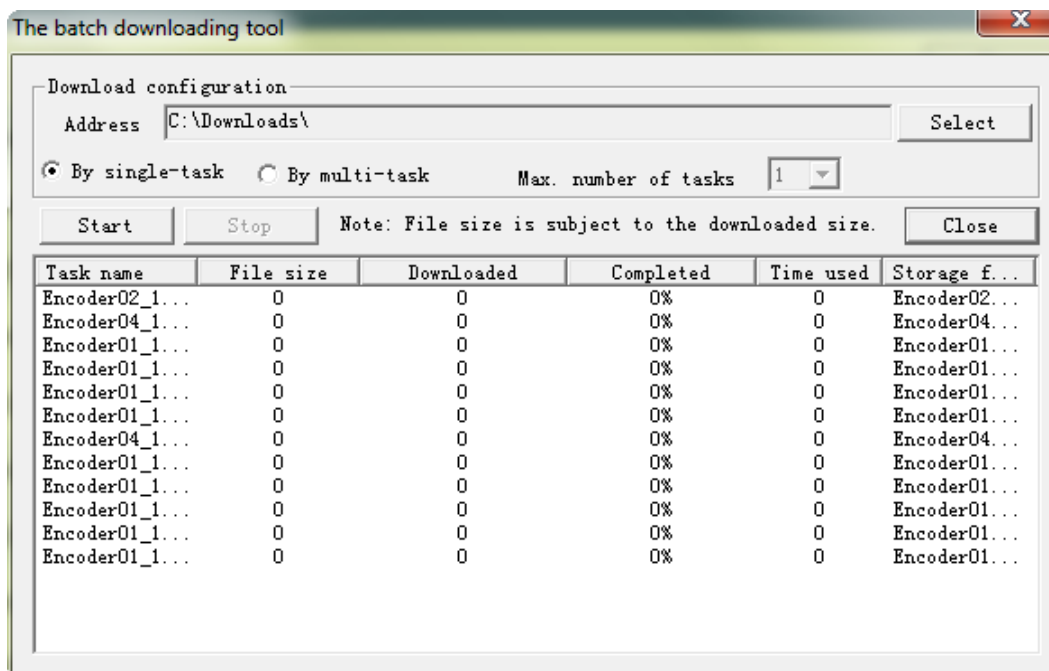 The batch downloading tool
Download configuration
Address C:\Downloads\ Select
By single-task By multi-task Max. number of tasks 1
Start Stop Note: File size is subject to the downloaded size. Close
Task name File size Downloaded Completed Time used Storage f...
Encoder02_1... 0 0 0% 0 Encoder02...
Encoder04_1... 0 0 0% 0 Encoder04...
Encoder01_1... 0 0 0% 0 Encoder01...
Encoder01_1... 0 0 0% 0 Encoder01...
Encoder01_1... 0 0 0% 0 Encoder01...
Encoder01_1... 0 0 0% 0 Encoder01...
Encoder04_1... 0 0 0% 0 Encoder04...
Encoder01_1... 0 0 0% 0 Encoder01...
Encoder01_1... 0 0 0% 0 Encoder01...
Encoder01_1... 0 0 0% 0 Encoder01...
Encoder01_1... 0 0 0% 0 Encoder01...
Encoder01_1... 0 0 0% 0 Encoder01...